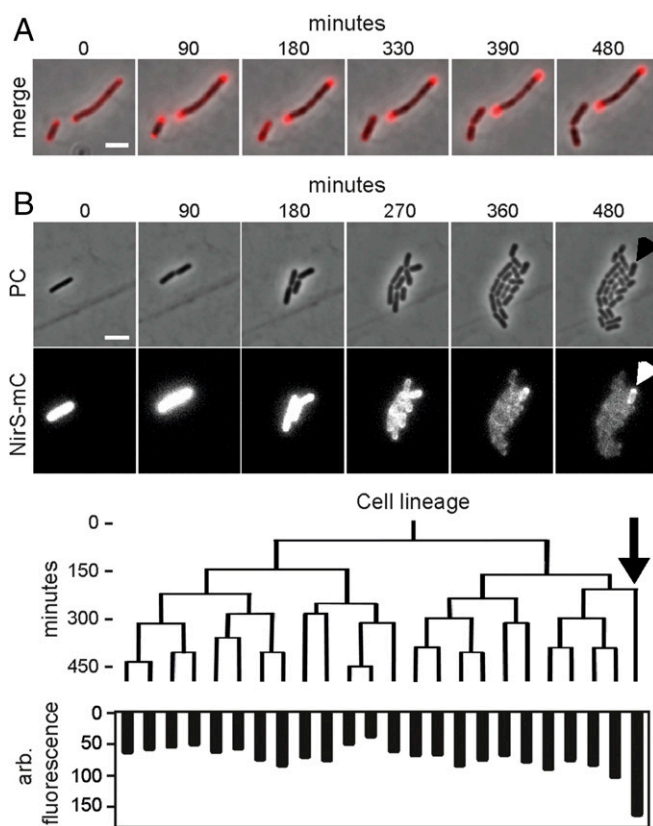 A
minutes
0 90 180 330 390 480
merge
B
minutes
0 90 180 270 360 480
PC
NirS-mC
Cell lineage
minutes
0
150
300
450
arb.
fluorescence
0
50
100
150